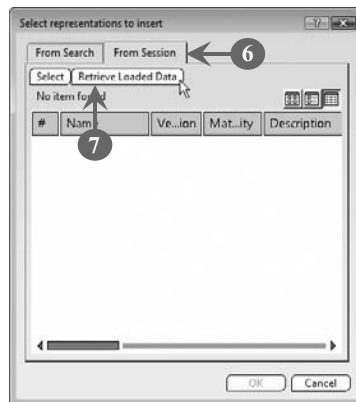 Select representations to insert
From Search From Session 6
Select Retrieve Loaded Data
No item found
7
# Nam Ve...ion Mat...ity Description
OK Cancel